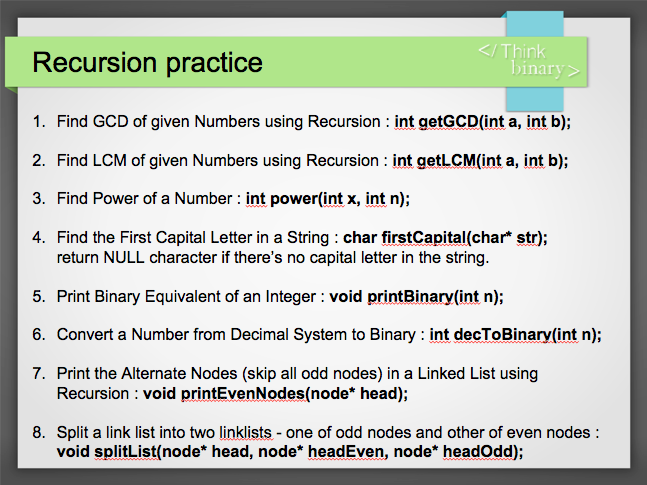 Recursion practice
</ Think
binary>
1. Find GCD of given Numbers using Recursion : int getGCD(int a, int b);
2. Find LCM of given Numbers using Recursion : int getLCM(int a, int b);
3. Find Power of a Number : int power(int x, int n);
4. Find the First Capital Letter in a String : char firstCapital(char* str);
return NULL character if there's no capital letter in the string.
5. Print Binary Equivalent of an Integer : void printBinary(int n);
6. Convert a Number from Decimal System to Binary : int decToBinary(int n);
7. Print the Alternate Nodes (skip all odd nodes) in a Linked List using
Recursion : void printEvenNodes(node* head);
8. Split a link list into two linklists - one of odd nodes and other of even nodes :
void splitList(node* head, node* headEven, node* headOdd);